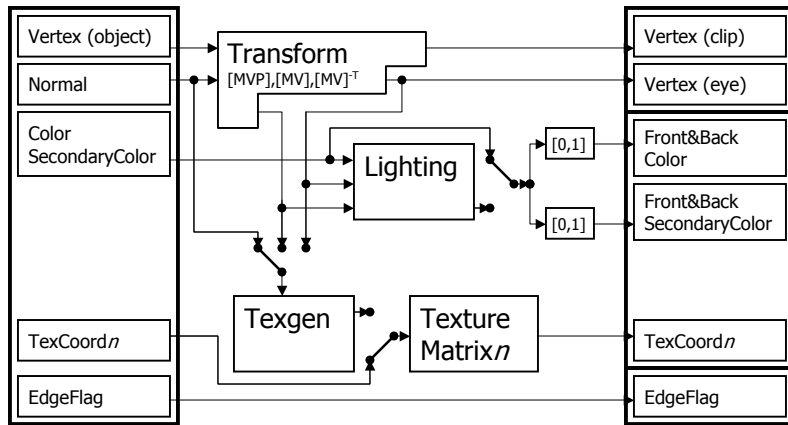 Vertex (object)
Normal
Color
SecondaryColor
TexCoordn
EdgeFlag
Transform
[MVP],[MV],[MV]-T
Lighting
Texgen
Texture
Matrixn
[0,1]
[0,1]
Vertex (clip)
Vertex (eye)
Front&Back
Color
Front&Back
SecondaryColor
TexCoordn
EdgeFlag